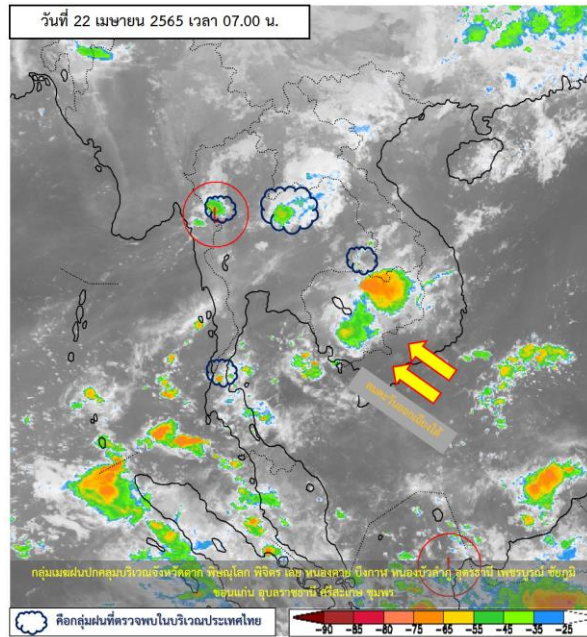 วันที่ 22 เมษายน 2565 เวลา 07.00 น.
กลุ่มเมฆฝนปกคลุมบริเวณจังหวัดตาก พิษณุโลก พิจิตร เลย หนองคาย บึงกาฬ หนองบัวลำภู อุดรธานี เพชรบูรณ์ ชัยภูมิ
ขอนแก่น อุบลราชธานี ศรีสะเกษ ชุมพร
คือกลุ่มฝนที่ตรวจพบในบริเวณประเทศไทย
-90 -85 -75 -65 -55 -45 -35 -25